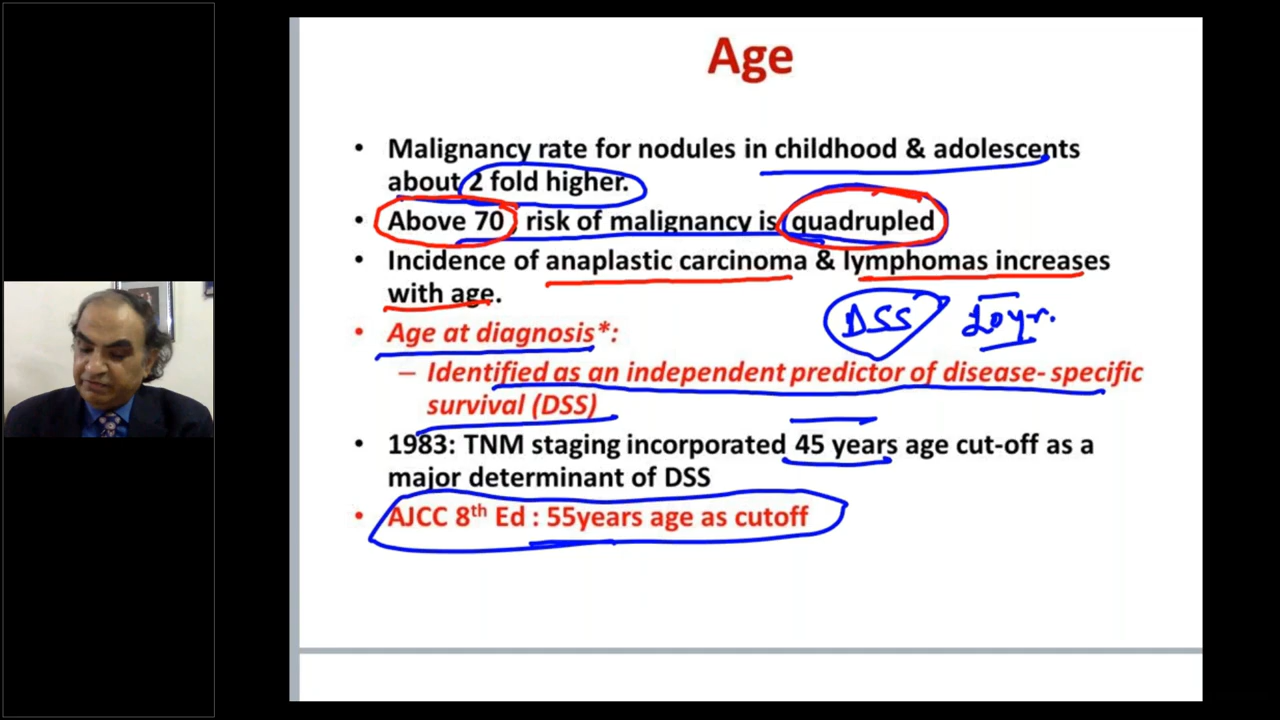 Age
• Malignancy rate for nodules in childhood & adolescents
about 2 fold higher.
• Above 70, risk of malignancy is quadrupled
• Incidence of anaplastic carcinoma & lymphomas increases
with age.
DSS 20yr.
• Age at diagnosis*:
– Identified as an independent predictor of disease- specific
survival (DSS)
• 1983: TNM staging incorporated 45 years age cut-off as a
major determinant of DSS
• AJCC 8th Ed : 55years age as cutoff